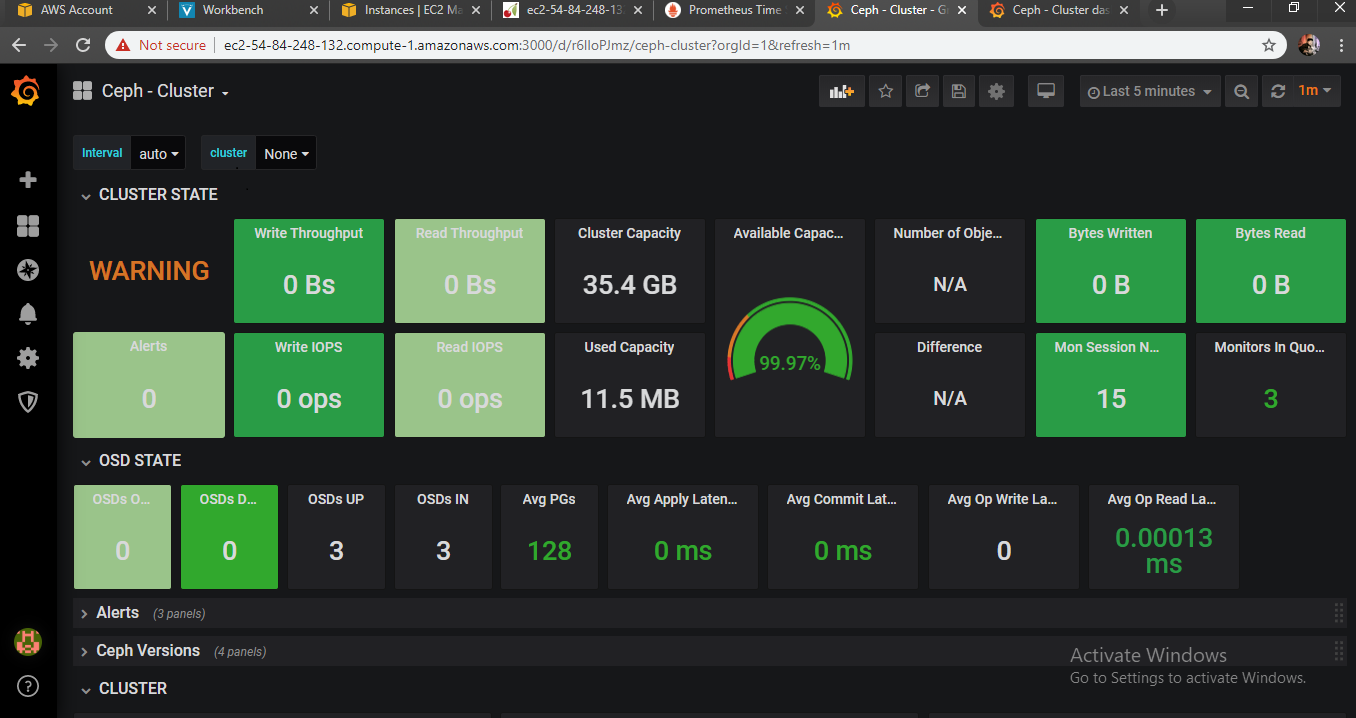 AWS Account
Workbench
Instances | EC2 Ma
ec2-54-84-248-13
Prometheus Time
Ceph - Cluster - G
Ceph - Cluster das
Not secure
ec2-54-84-248-132.compute-1.amazonaws.com:3000/d/r6lIoPJmz/ceph-cluster?orgId=1&refresh=1m
Ceph - Cluster
Last 5 minutes
1m
Interval
auto
cluster
None
CLUSTER STATE
WARNING
Write Throughput
0 Bs
Read Throughput
0 Bs
Cluster Capacity
35.4 GB
Available Capac...
99.97%
Number of Obje...
N/A
Bytes Written
0 B
Bytes Read
0 B
Alerts
0
Write IOPS
0 ops
Read IOPS
0 ops
Used Capacity
11.5 MB
Difference
N/A
Mon Session N...
15
Monitors In Quo...
3
OSD STATE
OSDs O...
0
OSDs D...
0
OSDs UP
3
OSDs IN
3
Avg PGs
128
Avg Apply Laten...
0 ms
Avg Commit Lat...
0 ms
Avg Op Write La...
0
Avg Op Read La...
0.00013
ms
Alerts (3 panels)
Ceph Versions (4 panels)
CLUSTER
Activate Windows
Go to Settings to activate Windows.